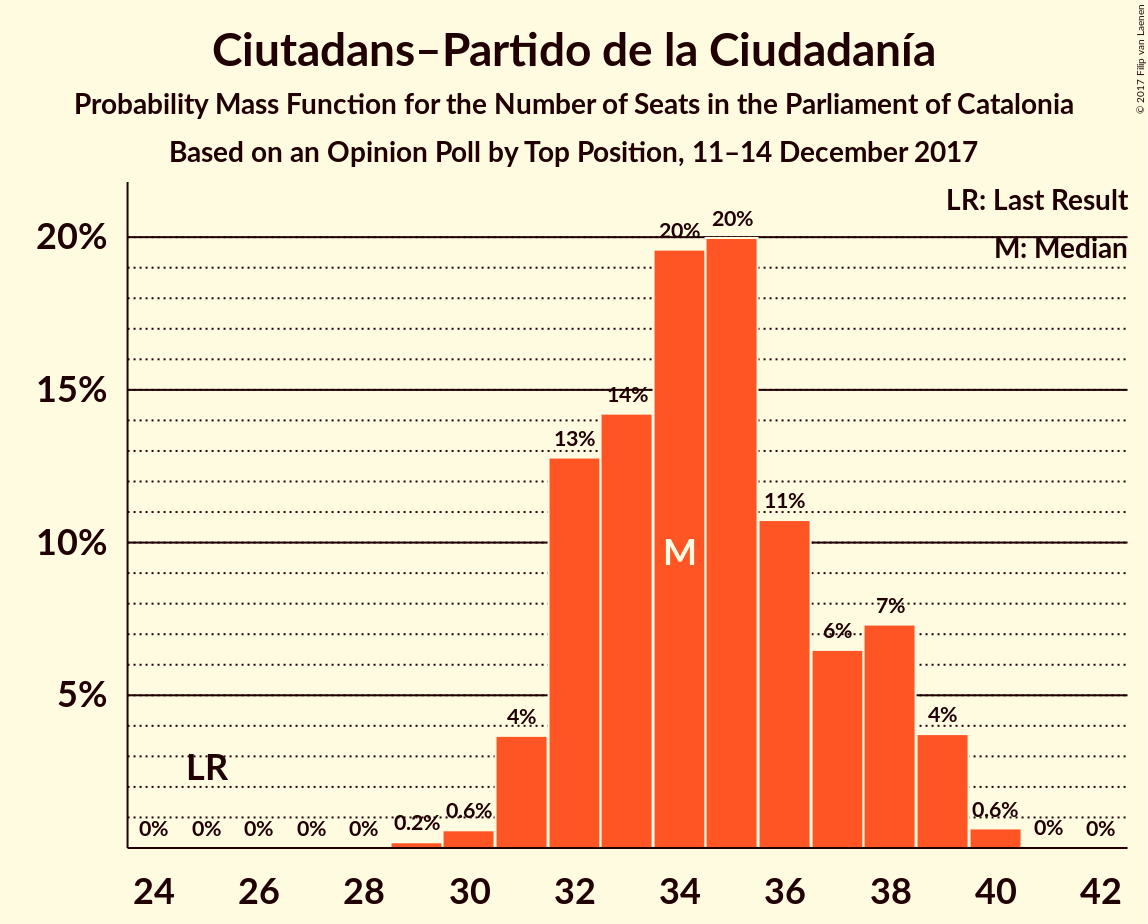 Ciutadans–Partido de la Ciudadanía
Probability Mass Function for the Number of Seats in the Parliament of Catalonia
Based on an Opinion Poll by Top Position, 11–14 December 2017
© 2017 Filip van Laenen
LR: Last Result
M: Median
20%
15%
10%
5%
LR
M
0% 0% 0% 0% 0% 0.2% 0.6% 4% 13% 14% 20% 20% 11% 6% 7% 4% 0.6% 0% 0%
24 26 28 30 32 34 36 38 40 42